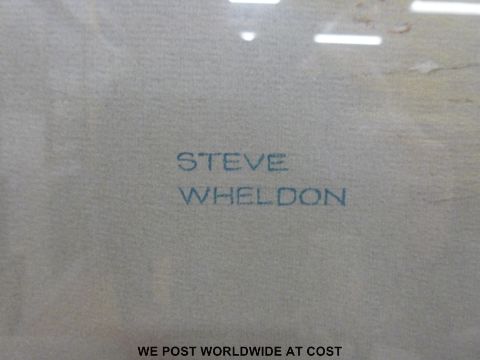 STEVE
WHELDON
WE POST WORLDWIDE AT COST